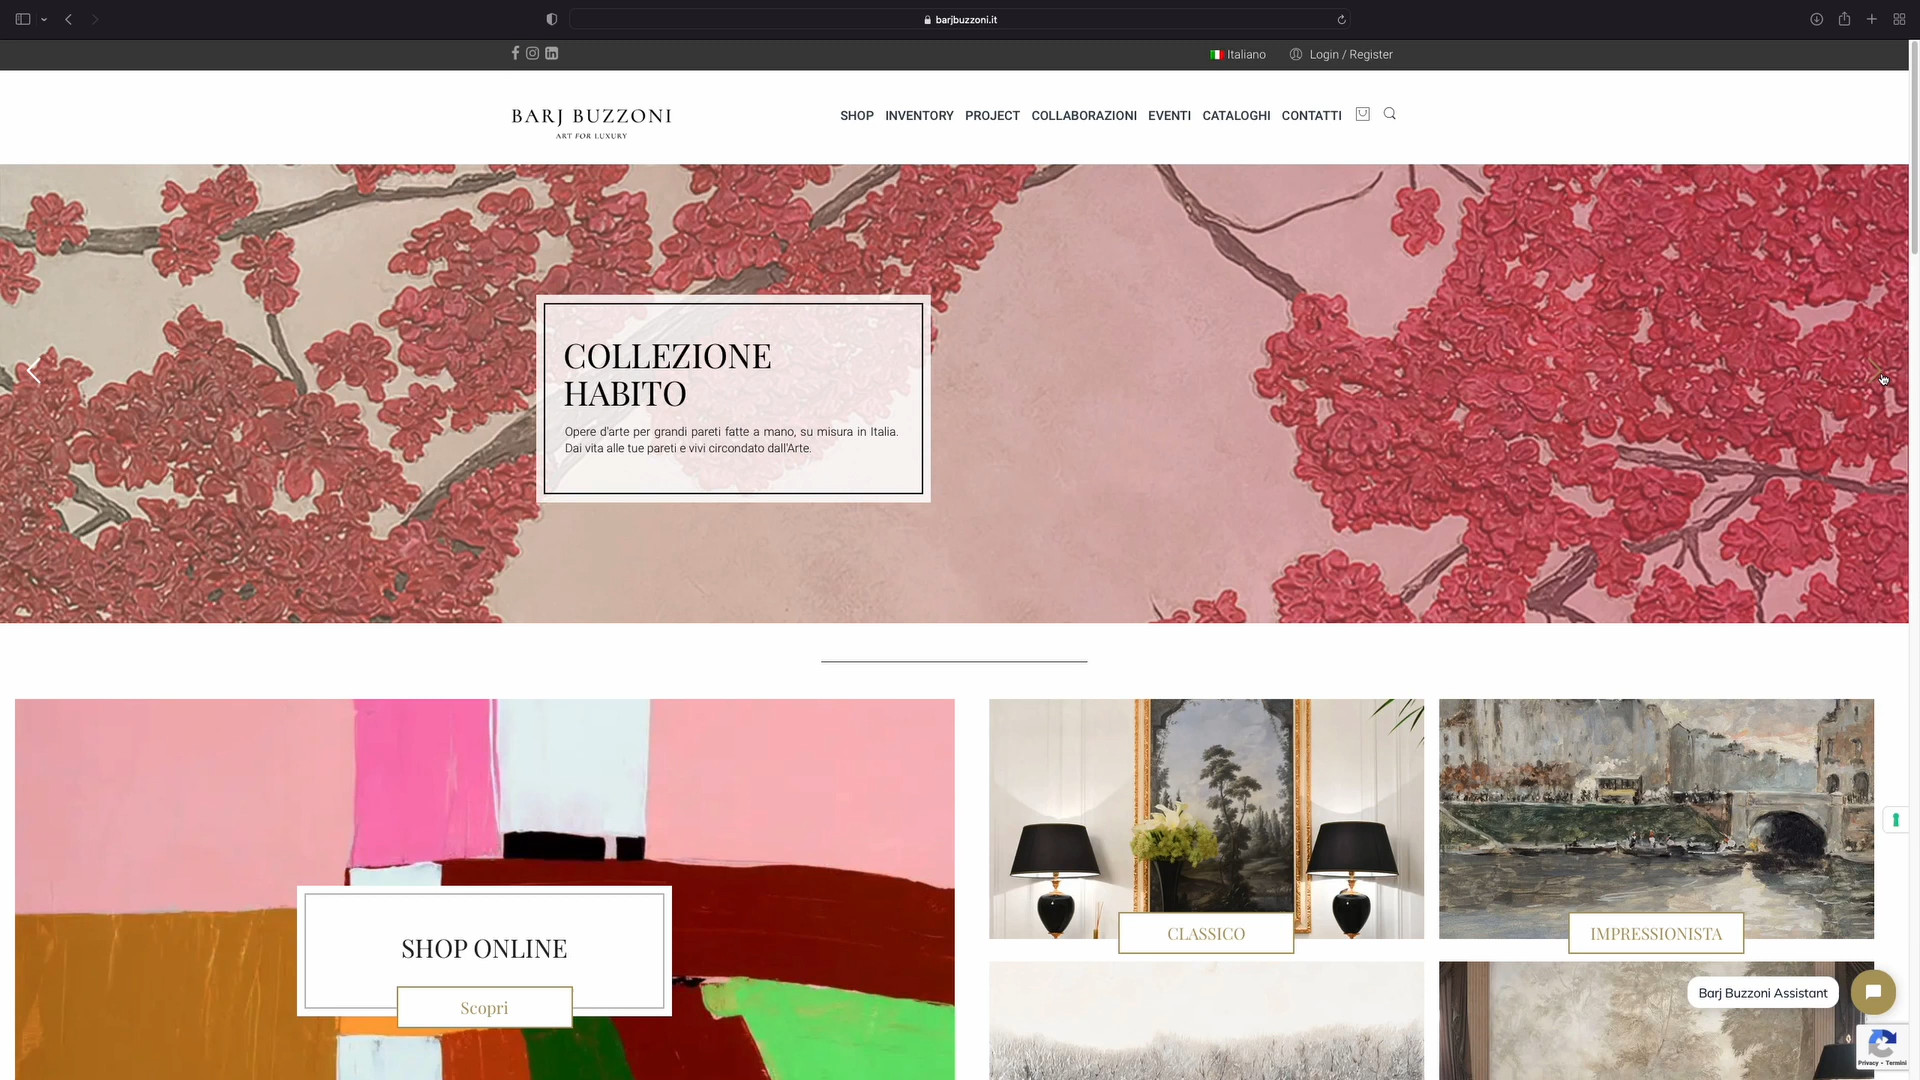 barjbuzzoni.it
Italiano
Login / Register
BARJ BUZZONI
ART FOR LUXURY
SHOP INVENTORY PROJECT COLLABORAZIONI EVENTI CATALOGHI CONTATTI
COLLEZIONE
HABITO
Opere d'arte per grandi pareti fatte a mano, su misura in Italia.
Dai vita alle tue pareti e vivi circondato dall'Arte.
SHOP ONLINE
Scopri
CLASSICO
IMPRESSIONISTA
Barj Buzzoni Assistant
Privacy - Termini